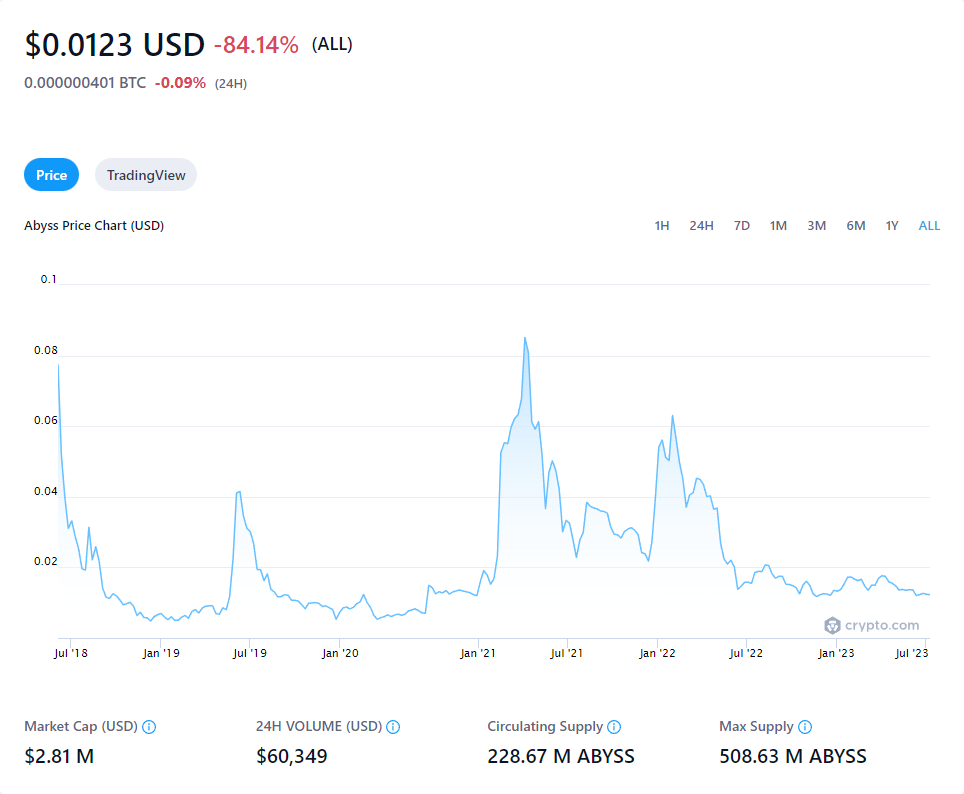 $0.0123 USD -84.14% (ALL)
0.000000401 BTC -0.09% (24H)
Price TradingView
Abyss Price Chart (USD) 1H 24H 7D 1M 3M 6M 1Y ALL
0.1
0.08
0.06
0.04
0.02
crypto.com
Jul '18 Jan '19 Jul '19 Jan '20 Jan '21 Jul '21 Jan '22 Jul '22 Jan '23 Jul '23
Market Cap (USD) 24H VOLUME (USD) Circulating Supply Max Supply
$2.81 M $60,349 228.67 M ABYSS 508.63 M ABYSS